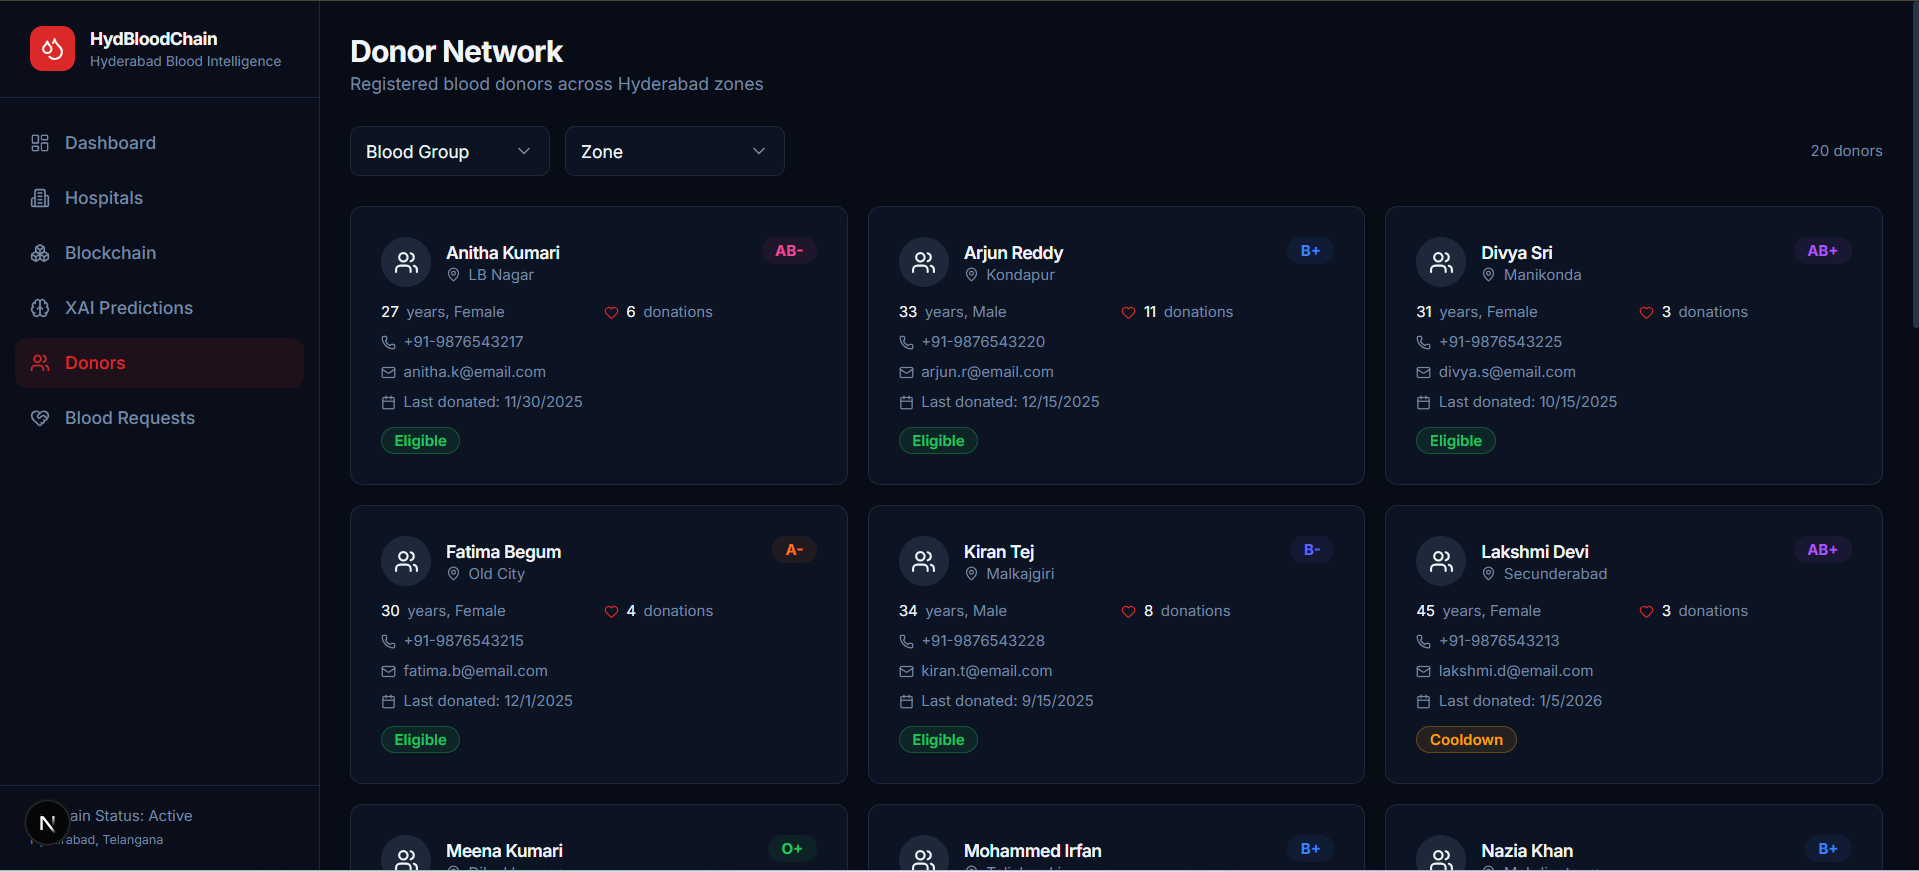 HydBloodChain
Hyderabad Blood Intelligence
Dashboard
Hospitals
Blockchain
XAI Predictions
Donors
Blood Requests
ain Status: Active
rabad, Telangana
N
Donor Network
Registered blood donors across Hyderabad zones
Blood Group
Zone
20 donors
Anitha Kumari
AB-
LB Nagar
27 years, Female
6 donations
+91-9876543217
anitha.k@email.com
Last donated: 11/30/2025
Eligible
Arjun Reddy
B+
Kondapur
33 years, Male
11 donations
+91-9876543220
arjun.r@email.com
Last donated: 12/15/2025
Eligible
Divya Sri
AB+
Manikonda
31 years, Female
3 donations
+91-9876543225
divya.s@email.com
Last donated: 10/15/2025
Eligible
Fatima Begum
A-
Old City
30 years, Female
4 donations
+91-9876543215
fatima.b@email.com
Last donated: 12/1/2025
Eligible
Kiran Tej
B-
Malkajgiri
34 years, Male
8 donations
+91-9876543228
kiran.t@email.com
Last donated: 9/15/2025
Eligible
Lakshmi Devi
AB+
Secunderabad
45 years, Female
3 donations
+91-9876543213
lakshmi.d@email.com
Last donated: 1/5/2026
Cooldown
Meena Kumari
O+
Mohammed Irfan
B+
Nazia Khan
B+